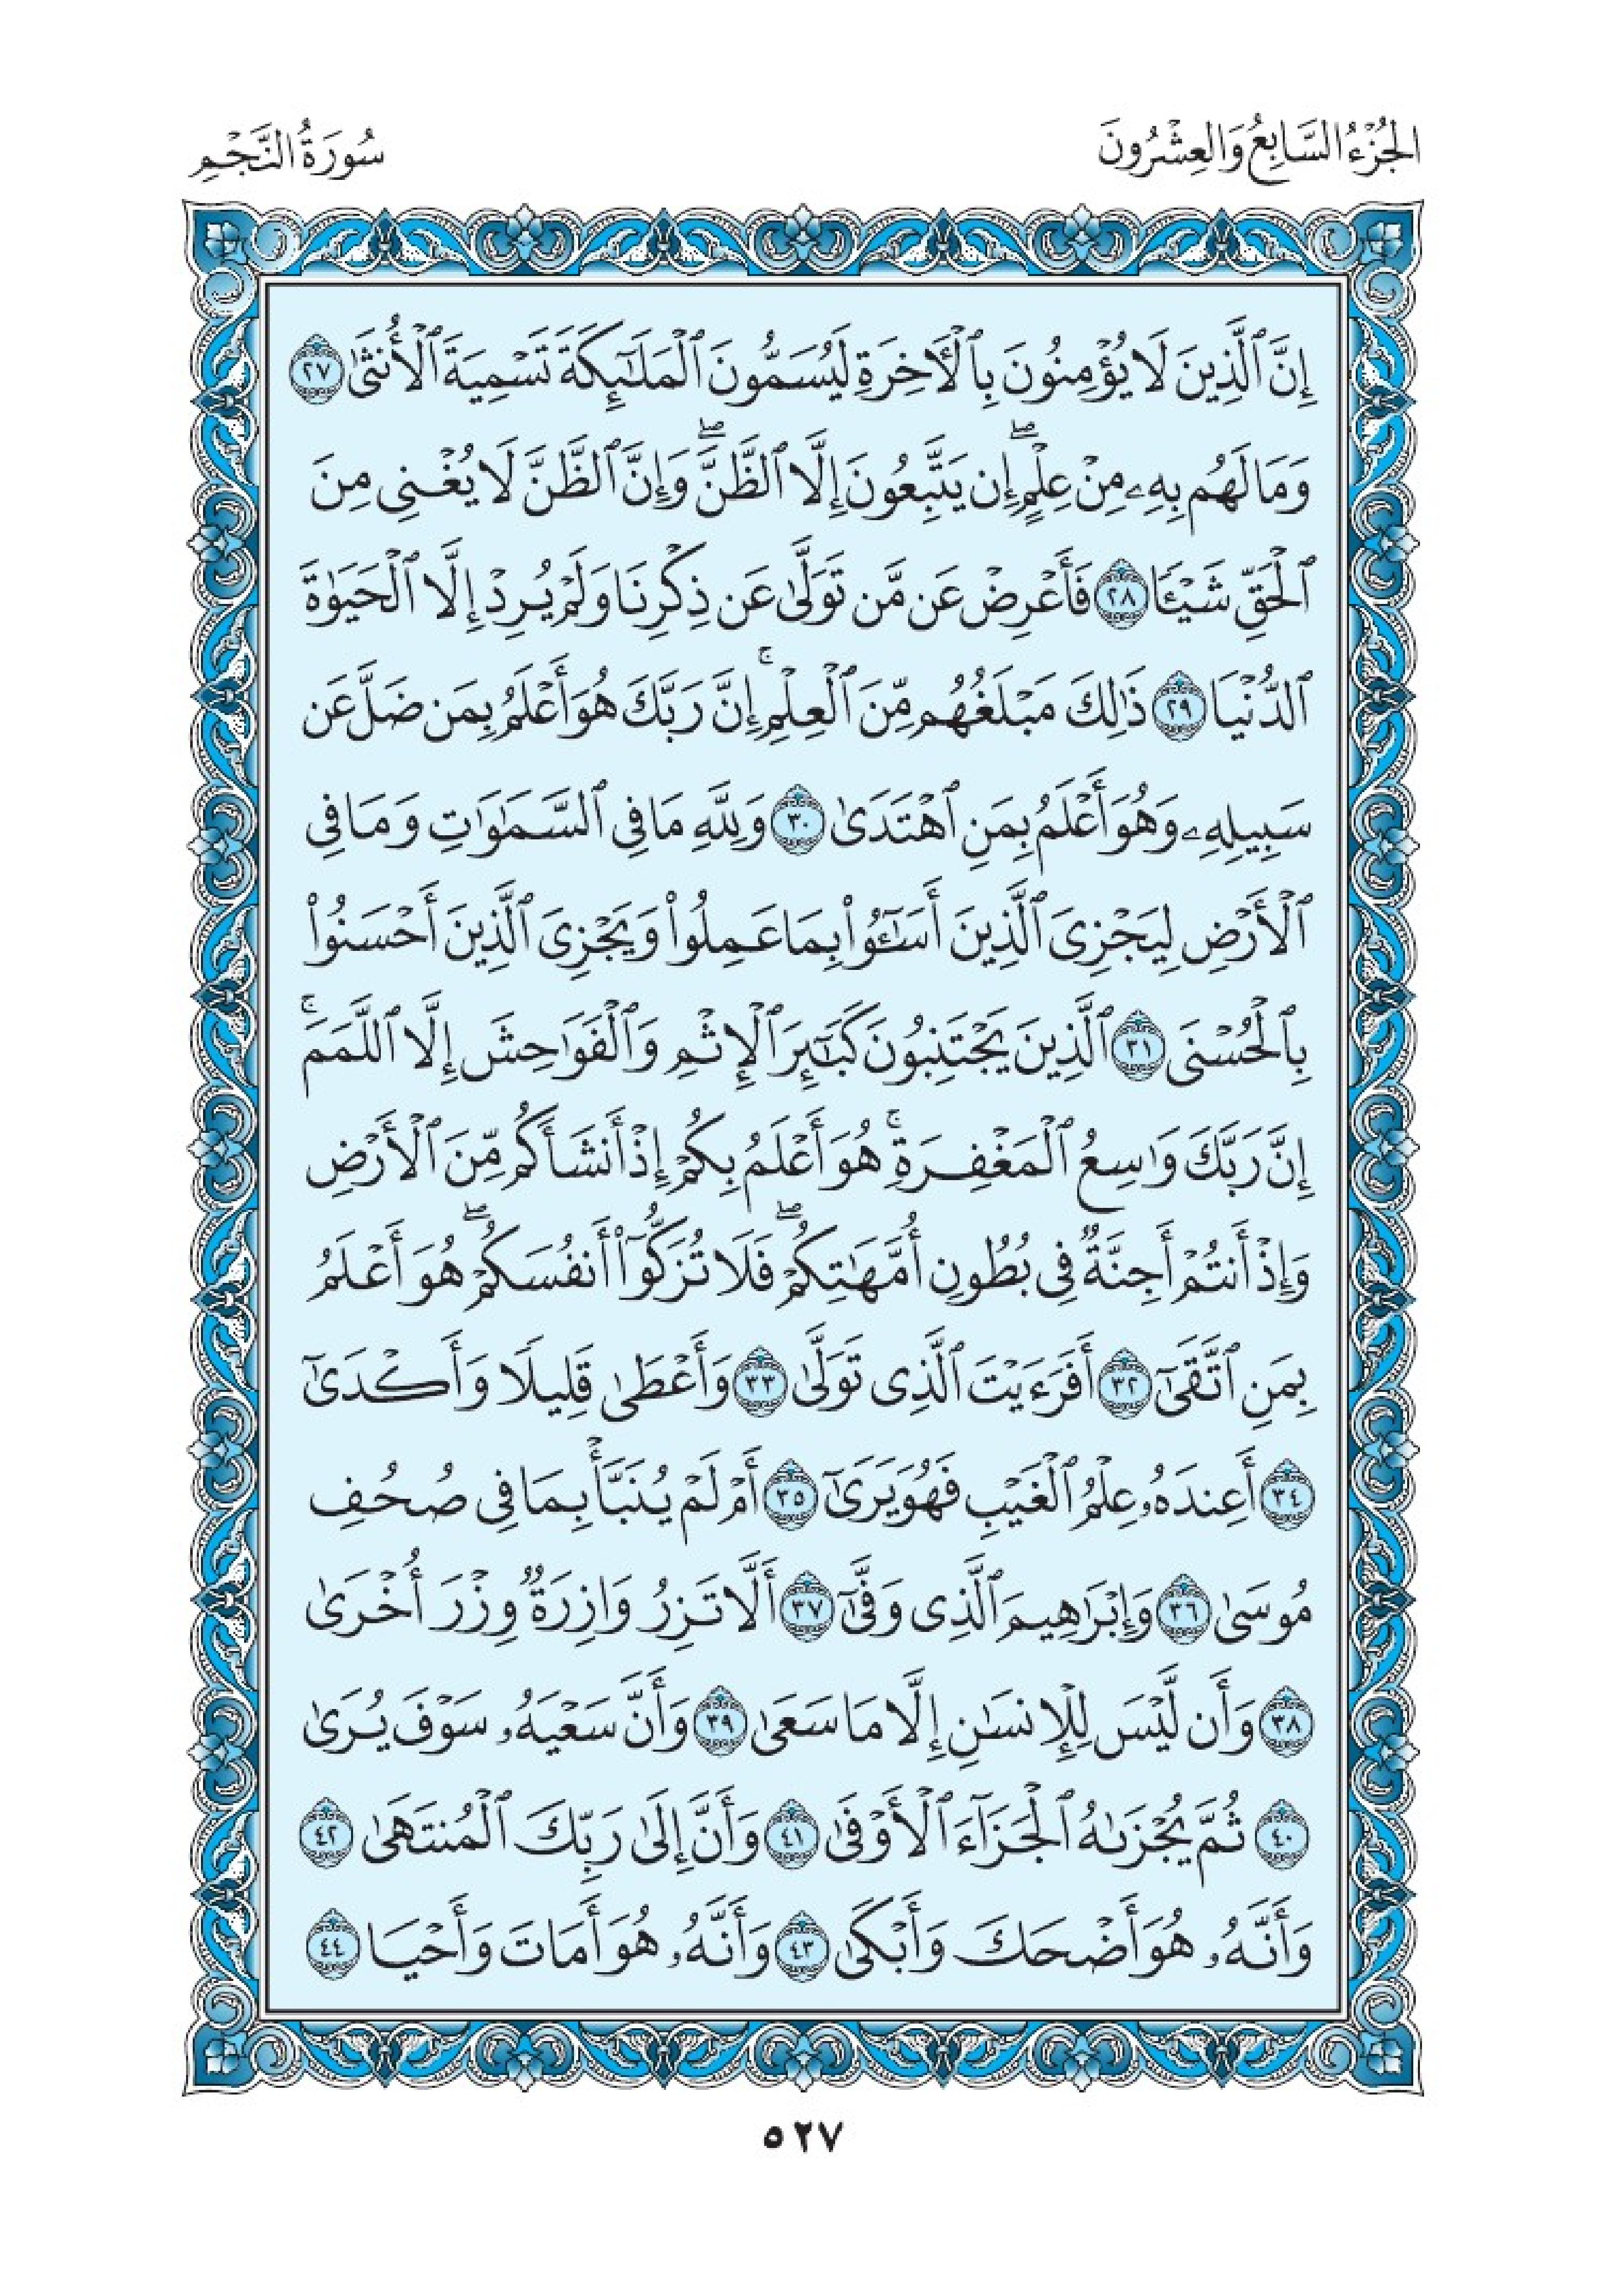 الجُزْءُ السَّابِعُ وَالعِشْرُونَ
سُورَةُ النَّجْمِ
إِنَّ ٱلَّذِينَ لَا يُؤْمِنُونَ بِٱلْأَخِرَةِ لَيُسَمُّونَ ٱلْمَلَـٰٓئِكَةَ تَسْمِيَةَ ٱلْأُنثَىٰ ٢٧
وَمَا لَهُم بِهِۦ مِنْ عِلْمٍۖ إِن يَتَّبِعُونَ إِلَّا ٱلظَّنَّۖ وَإِنَّ ٱلظَّنَّ لَا يُغْنِى مِنَ
ٱلْحَقِّ شَيْـًٔا ٢٨ فَأَعْرِضْ عَن مَّن تَوَلَّىٰ عَن ذِكْرِنَا وَلَمْ يُرِدْ إِلَّا ٱلْحَيَوٰةَ
ٱلدُّنْيَا ٢٩ ذَٰلِكَ مَبْلَغُهُم مِّنَ ٱلْعِلْمِۚ إِنَّ رَبَّكَ هُوَ أَعْلَمُ بِمَن ضَلَّ عَن
سَبِيلِهِۦ وَهُوَ أَعْلَمُ بِمَنِ ٱهْتَدَىٰ ٣٠ وَلِلَّهِ مَا فِى ٱلسَّمَـٰوَٰتِ وَمَا فِى
ٱلْأَرْضِ لِيَجْزِىَ ٱلَّذِينَ أَسَـٰٓـُٔوا۟ بِمَا عَمِلُوا۟ وَيَجْزِىَ ٱلَّذِينَ أَحْسَنُوا۟
بِٱلْحُسْنَى ٣١ ٱلَّذِينَ يَجْتَنِبُونَ كَبَـٰٓئِرَ ٱلْإِثْمِ وَٱلْفَوَٰحِشَ إِلَّا ٱللَّمَمَۚ
إِنَّ رَبَّكَ وَٰسِعُ ٱلْمَغْفِرَةِۚ هُوَ أَعْلَمُ بِكُمْ إِذْ أَنشَأَكُم مِّنَ ٱلْأَرْضِ
وَإِذْ أَنتُمْ أَجِنَّةٌ فِى بُطُونِ أُمَّهَـٰتِكُمْۖ فَلَا تُزَكُّوٓا۟ أَنفُسَكُمْۖ هُوَ أَعْلَمُ
بِمَنِ ٱتَّقَىٰٓ ٣٢ أَفَرَءَيْتَ ٱلَّذِى تَوَلَّىٰ ٣٣ وَأَعْطَىٰ قَلِيلًا وَأَكْدَىٰٓ
٣٤ أَعِندَهُۥ عِلْمُ ٱلْغَيْبِ فَهُوَ يَرَىٰٓ ٣٥ أَمْ لَمْ يُنَبَّأْ بِمَا فِى صُحُفِ
مُوسَىٰ ٣٦ وَإِبْرَٰهِيمَ ٱلَّذِى وَفَّىٰٓ ٣٧ أَلَّا تَزِرُ وَازِرَةٌ وِزْرَ أُخْرَىٰ
٣٨ وَأَن لَّيْسَ لِلْإِنسَـٰنِ إِلَّا مَا سَعَىٰ ٣٩ وَأَنَّ سَعْيَهُۥ سَوْفَ يُرَىٰ
٤٠ ثُمَّ يُجْزَىٰهُ ٱلْجَزَآءَ ٱلْأَوْفَىٰ ٤١ وَأَنَّ إِلَىٰ رَبِّكَ ٱلْمُنتَهَىٰ ٤٢
وَأَنَّهُۥ هُوَ أَضْحَكَ وَأَبْكَىٰ ٤٣ وَأَنَّهُۥ هُوَ أَمَاتَ وَأَحْيَا ٤٤
٥٢٧